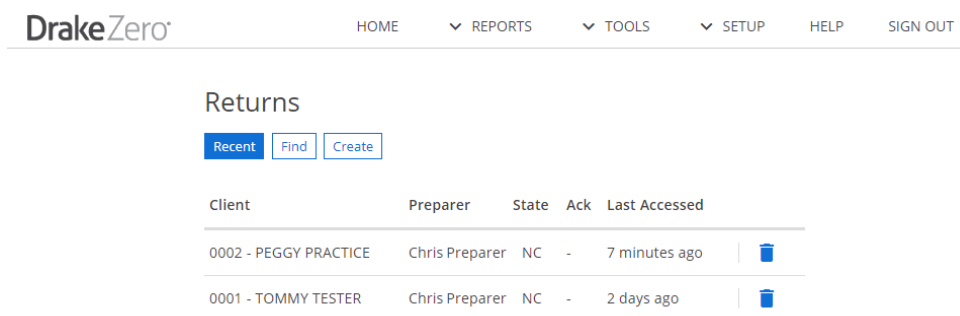 DrakeZero HOME REPORTS TOOLS SETUP HELP SIGN OUT
Returns
Recent Find Create
Client Preparer State Ack Last Accessed
0002 - PEGGY PRACTICE Chris Preparer NC - 7 minutes ago
0001 - TOMMY TESTER Chris Preparer NC - 2 days ago